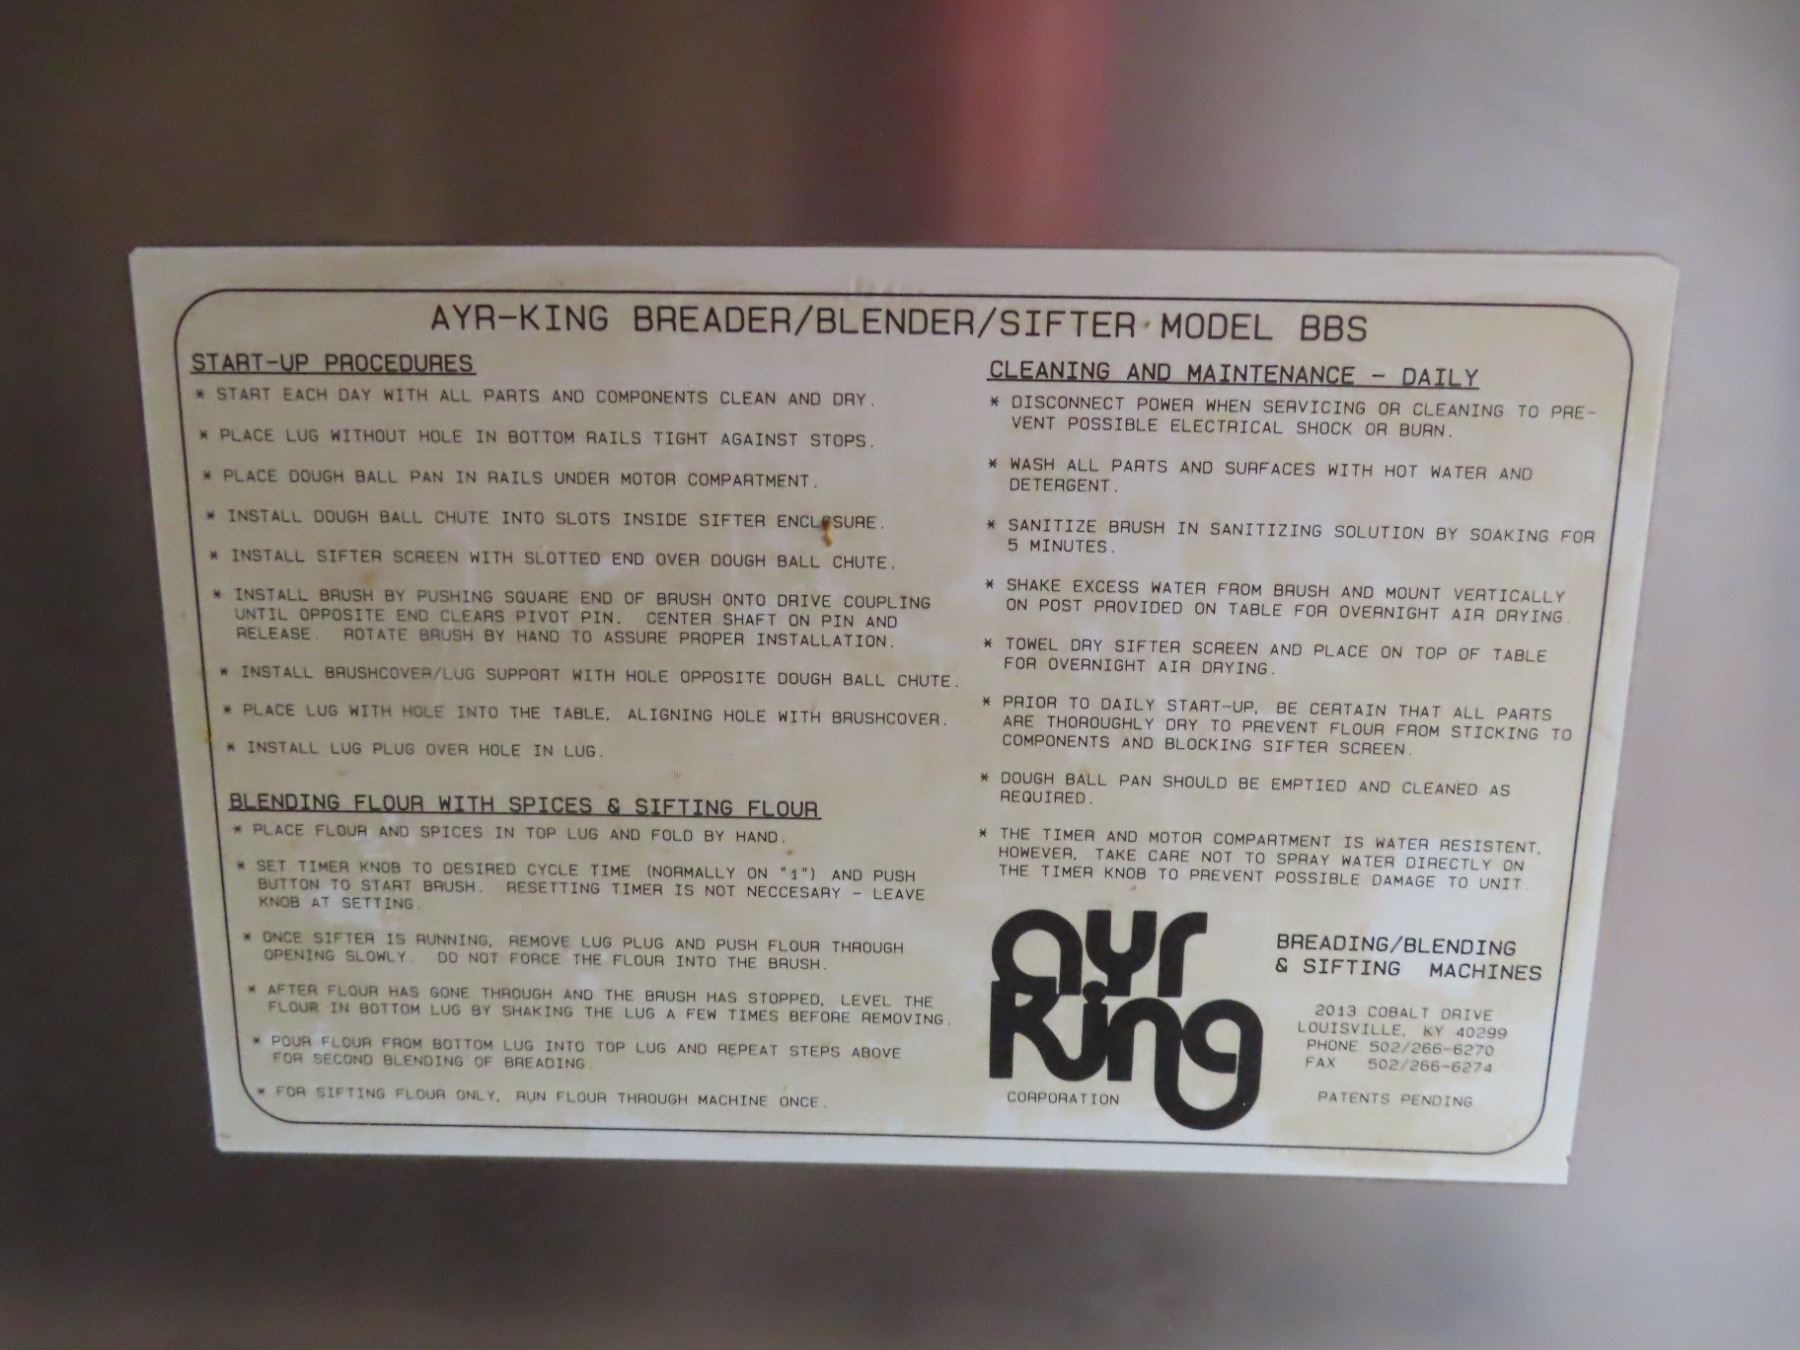 AYR-KING BREADER/BLENDER/SIFTER MODEL BBS
START-UP PROCEDURES
* START EACH DAY WITH ALL PARTS AND COMPONENTS CLEAN AND DRY.
* PLACE LUG WITHOUT HOLE IN BOTTOM RAILS TIGHT AGAINST STOPS.
* PLACE DOUGH BALL PAN IN RAILS UNDER MOTOR COMPARTMENT.
* INSTALL DOUGH BALL CHUTE INTO SLOTS INSIDE SIFTER ENCLOSURE.
* INSTALL SIFTER SCREEN WITH SLOTTED END OVER DOUGH BALL CHUTE.
* INSTALL BRUSH BY PUSHING SQUARE END OF BRUSH ONTO DRIVE COUPLING
UNTIL OPPOSITE END CLEARS PIVOT PIN. CENTER SHAFT ON PIN AND
RELEASE. ROTATE BRUSH BY HAND TO ASSURE PROPER INSTALLATION.
* INSTALL BRUSHCOVER/LUG SUPPORT WITH HOLE OPPOSITE DOUGH BALL CHUTE.
* PLACE LUG WITH HOLE INTO THE TABLE, ALIGNING HOLE WITH BRUSHCOVER.
* INSTALL LUG PLUG OVER HOLE IN LUG.
BLENDING FLOUR WITH SPICES & SIFTING FLOUR
* PLACE FLOUR AND SPICES IN TOP LUG AND FOLD BY HAND.
* SET TIMER KNOB TO DESIRED CYCLE TIME (NORMALLY ON "1") AND PUSH
BUTTON TO START BRUSH. RESETTING TIMER IS NOT NECCESARY - LEAVE
KNOB AT SETTING.
* ONCE SIFTER IS RUNNING, REMOVE LUG PLUG AND PUSH FLOUR THROUGH
OPENING SLOWLY. DO NOT FORCE THE FLOUR INTO THE BRUSH.
* AFTER FLOUR HAS GONE THROUGH AND THE BRUSH HAS STOPPED, LEVEL THE
FLOUR IN BOTTOM LUG BY SHAKING THE LUG A FEW TIMES BEFORE REMOVING.
* POUR FLOUR FROM BOTTOM LUG INTO TOP LUG AND REPEAT STEPS ABOVE
FOR SECOND BLENDING OF BREADING.
* FOR SIFTING FLOUR ONLY, RUN FLOUR THROUGH MACHINE ONCE.
CLEANING AND MAINTENANCE - DAILY
* DISCONNECT POWER WHEN SERVICING OR CLEANING TO PRE-
VENT POSSIBLE ELECTRICAL SHOCK OR BURN.
* WASH ALL PARTS AND SURFACES WITH HOT WATER AND
DETERGENT.
* SANITIZE BRUSH IN SANITIZING SOLUTION BY SOAKING FOR
5 MINUTES.
* SHAKE EXCESS WATER FROM BRUSH AND MOUNT VERTICALLY
ON POST PROVIDED ON TABLE FOR OVERNIGHT AIR DRYING.
* TOWEL DRY SIFTER SCREEN AND PLACE ON TOP OF TABLE
FOR OVERNIGHT AIR DRYING.
* PRIOR TO DAILY START-UP, BE CERTAIN THAT ALL PARTS
ARE THOROUGHLY DRY TO PREVENT FLOUR FROM STICKING TO
COMPONENTS AND BLOCKING SIFTER SCREEN.
* DOUGH BALL PAN SHOULD BE EMPTIED AND CLEANED AS
REQUIRED.
* THE TIMER AND MOTOR COMPARTMENT IS WATER RESISTENT.
HOWEVER, TAKE CARE NOT TO SPRAY WATER DIRECTLY ON
THE TIMER KNOB TO PREVENT POSSIBLE DAMAGE TO UNIT.
ayr
King
CORPORATION
BREADING/BLENDING
& SIFTING MACHINES
2013 COBALT DRIVE
LOUISVILLE, KY 40299
PHONE 502/266-6270
FAX 502/266-6274
PATENTS PENDING